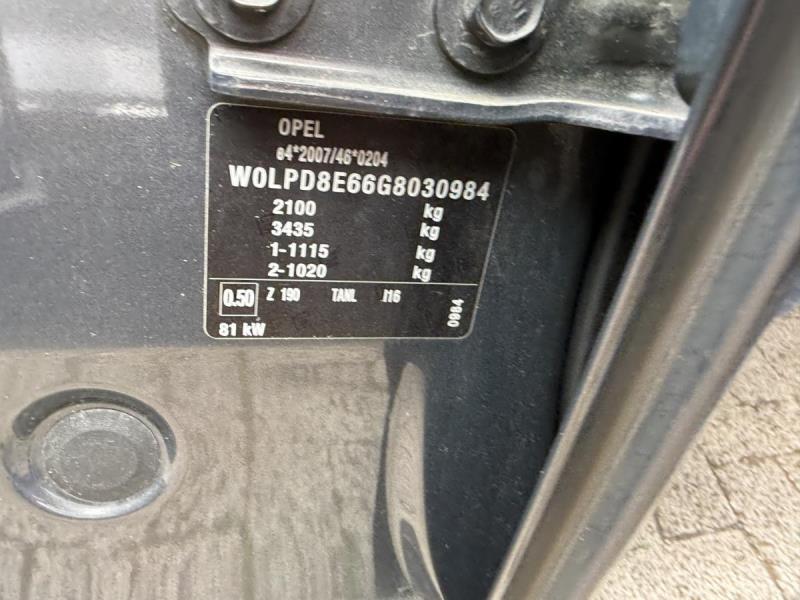 OPEL
e4*2007/46*0204
W0LPD8E66G8030984
2100 kg
3435 kg
1-1115 kg
2-1020 kg
0.50 Z 190 TANL J16
81 kW
0984